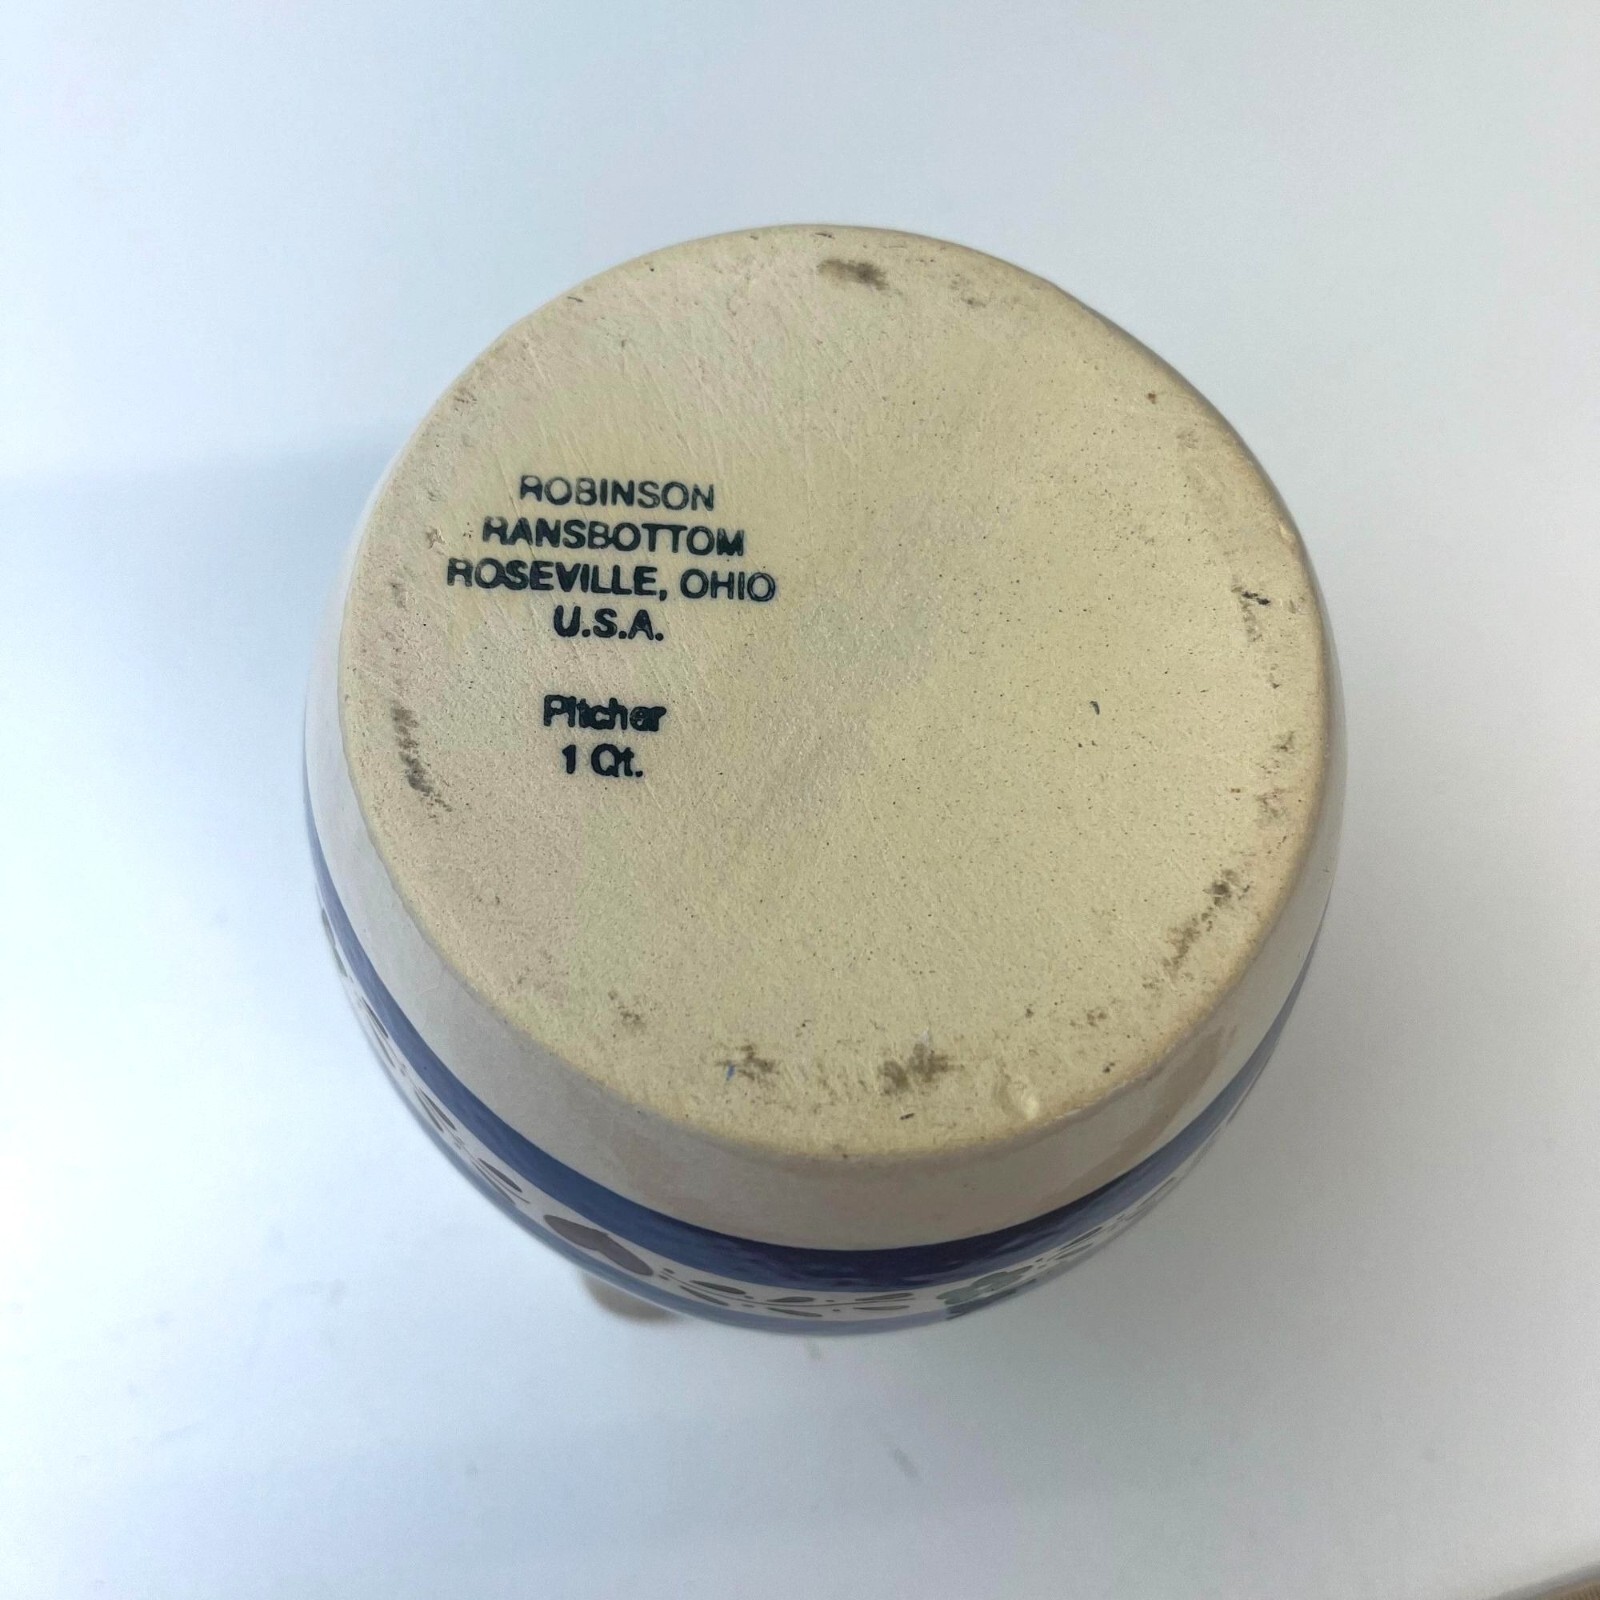 ROBINSON
RANSBOTTOM
ROSEVILLE, OHIO
U.S.A.
Pitcher
1 Qt.